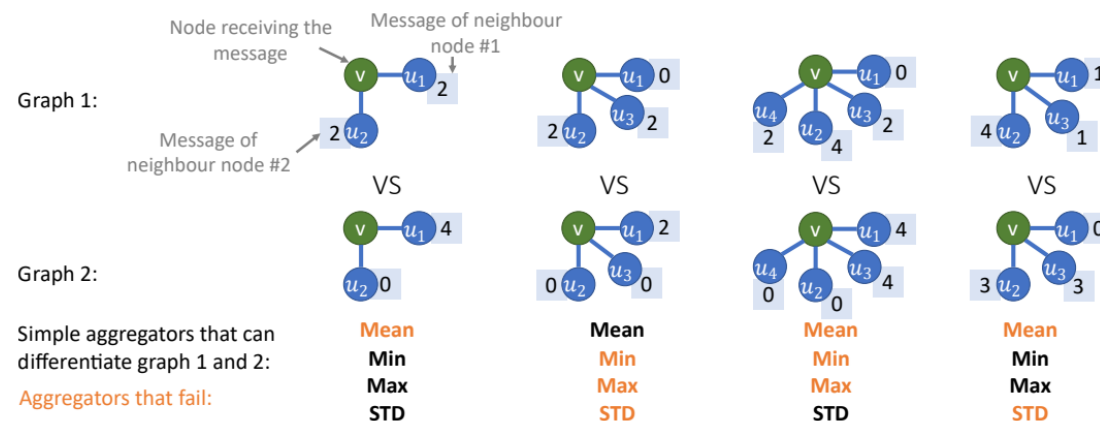 Node receiving the
message
Message of neighbour
node #1
Graph 1:
v u₁ 2
2 u₂
Message of
neighbour node #2
v u₁ 0
u₃ 2
2 u₂
v u₁ 0
u₄ 2
u₂ 4
u₃ 2
v u₁ 1
u₃ 1
4 u₂
VS VS VS VS
Graph 2:
v u₁ 4
u₂ 0
v u₁ 2
0 u₂ u₃ 0
v u₁ 4
u₄ 0
u₂ 0
u₃ 4
v u₁ 0
3 u₂ u₃ 3
Simple aggregators that can
differentiate graph 1 and 2:
Aggregators that fail:
Mean Mean Mean Mean
Min Min Min Min
Max Max Max Max
STD STD STD STD